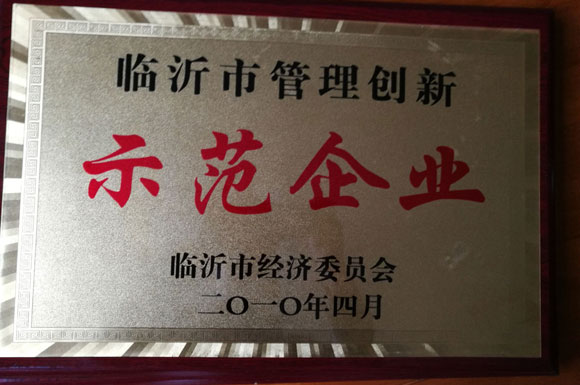 临沂市管理创新
示范企业
临沂市经济委员会
二〇一〇年四月